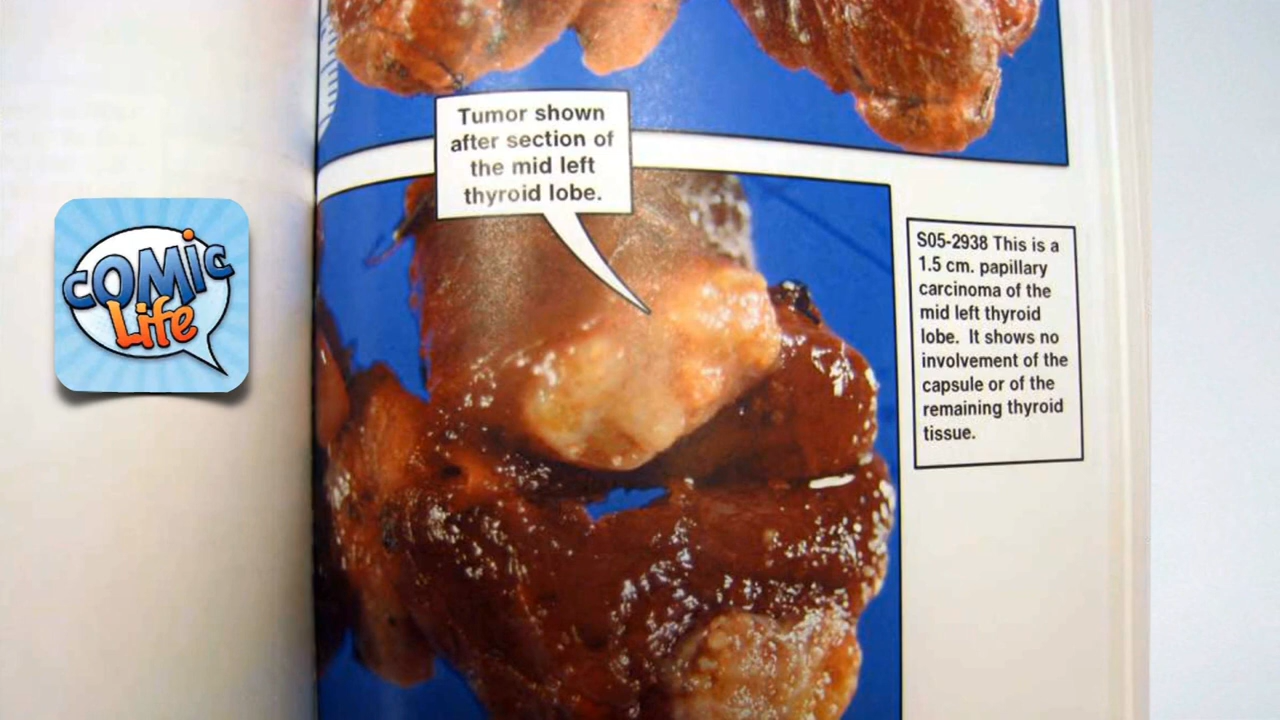 Tumor shown
after section of
the mid left
thyroid lobe.
COMIC
Life
S05-2938 This is a
1.5 cm. papillary
carcinoma of the
mid left thyroid
lobe.  It shows no
involvement of the
capsule or of the
remaining thyroid
tissue.